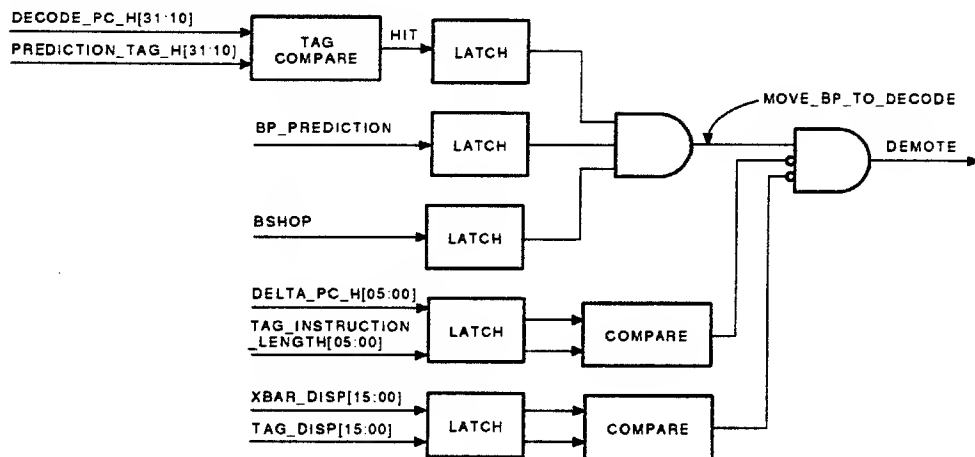 DECODE_PC_H[31:10]
PREDICTION_TAG_H[31:10]
TAG
COMPARE
HIT
LATCH
MOVE_BP_TO_DECODE
BP_PREDICTION
LATCH
DEMOTE
BSHOP
LATCH
DELTA_PC_H[05:00]
TAG_INSTRUCTION
_LENGTH[05:00]
LATCH
COMPARE
XBAR_DISP[15:00]
TAG_DISP[15:00]
LATCH
COMPARE